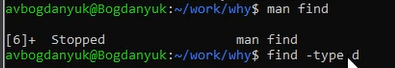 avbogdanyuk@Bogdanyuk:~/work/why$ man find
[6]+  Stopped                 man find
avbogdanyuk@Bogdanyuk:~/work/why$ find -type d